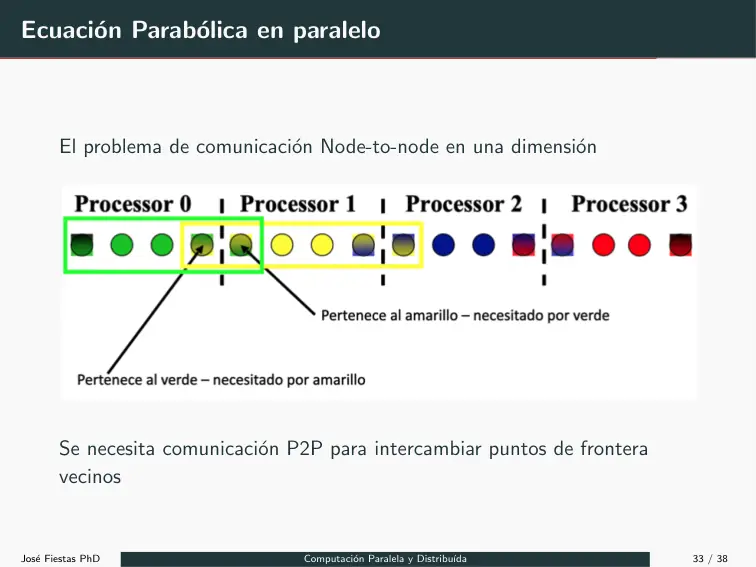 Ecuación Parabólica en paralelo
El problema de comunicación Node-to-node en una dimensión
Processor 0 Processor 1 Processor 2 Processor 3
Pertenece al amarillo – necesitado por verde
Pertenece al verde – necesitado por amarillo
Se necesita comunicación P2P para intercambiar puntos de frontera
vecinos
José Fiestas PhD Computación Paralela y Distribuída 33 / 38